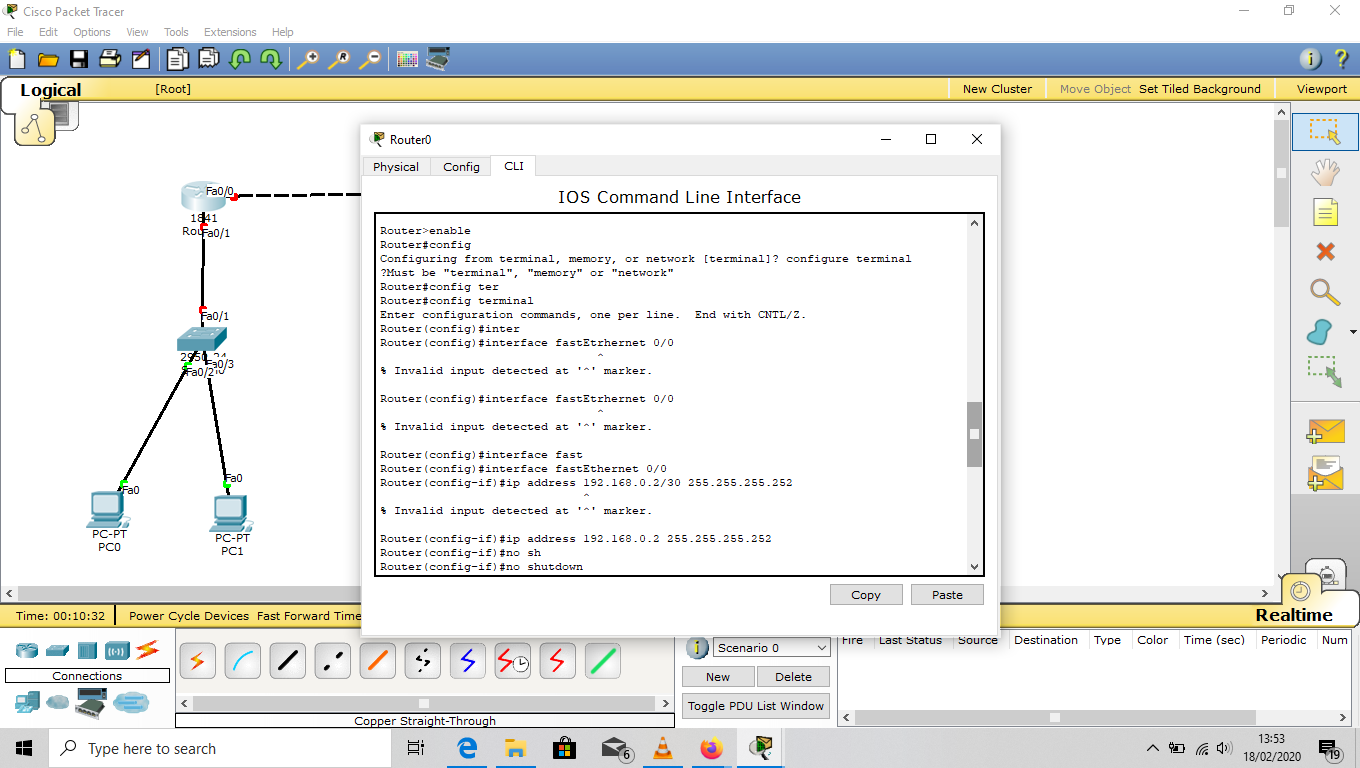 Cisco Packet Tracer
File Edit Options View Tools Extensions Help
Logical [Root] New Cluster Move Object Set Tiled Background Viewport
Fa0/0
1841
Fa0/1
Fa0/1
Fa0/3
Fa0/2
Fa0
Fa0
PC-PT
PC0
PC-PT
PC1
Router0
Physical Config CLI
IOS Command Line Interface
Router>enable
Router#config
Configuring from terminal, memory, or network [terminal]? configure terminal
?Must be "terminal", "memory" or "network"
Router#config ter
Router#config terminal
Enter configuration commands, one per line.  End with CNTL/Z.
Router(config)#inter
Router(config)#interface fastEtrhernet 0/0
^
% Invalid input detected at '^' marker.
Router(config)#interface fastEtrhernet 0/0
^
% Invalid input detected at '^' marker.
Router(config)#interface fast
Router(config)#interface fastEthernet 0/0
Router(config-if)#ip address 192.168.0.2/30 255.255.255.252
^
% Invalid input detected at '^' marker.
Router(config-if)#ip address 192.168.0.2 255.255.255.252
Router(config-if)#no sh
Router(config-if)#no shutdown
Copy Paste
Time: 00:10:32 Power Cycle Devices Fast Forward Time Realtime
Connections
Copper Straight-Through
Scenario 0
New Delete
Toggle PDU List Window
Fire Last Status Source Destination Type Color Time (sec) Periodic Num
Type here to search
6
13:53
18/02/2020
19